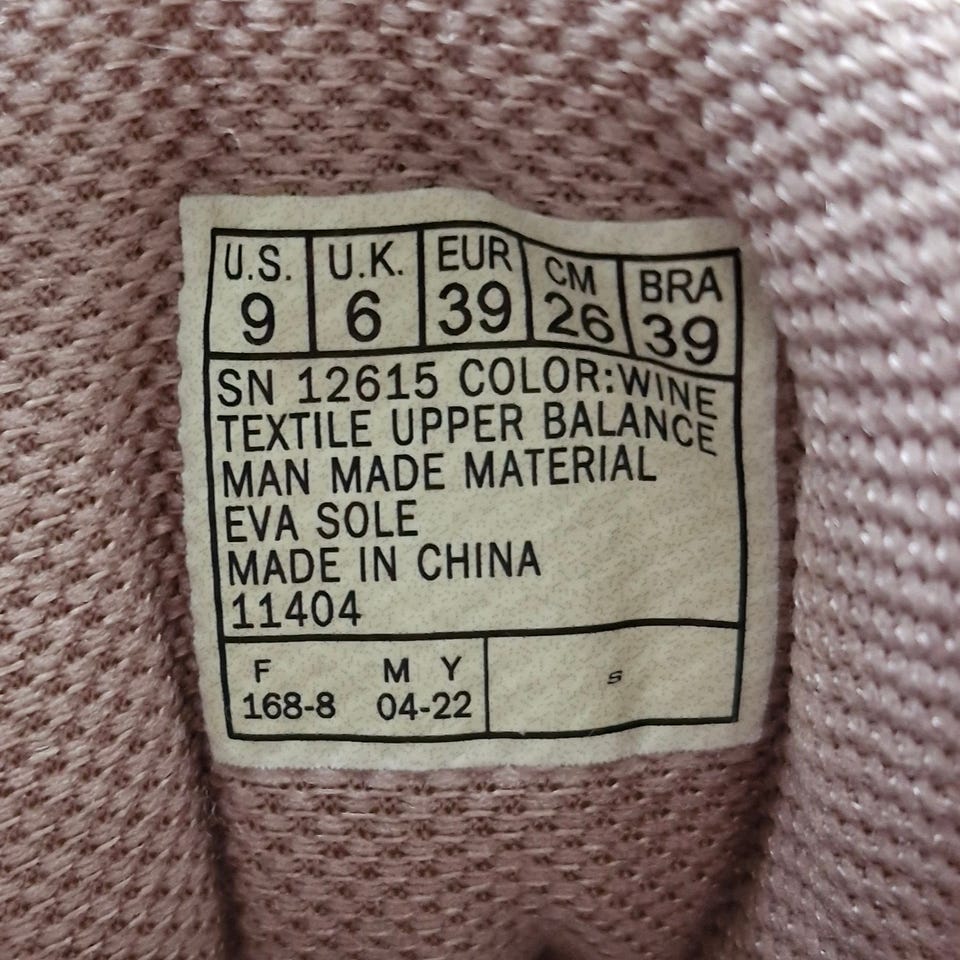 U.S. U.K. EUR CM BRA
9 6 39 26 39
SN 12615 COLOR:WINE
TEXTILE UPPER BALANCE
MAN MADE MATERIAL
EVA SOLE
MADE IN CHINA
11404
F M Y
168-8 04-22
S